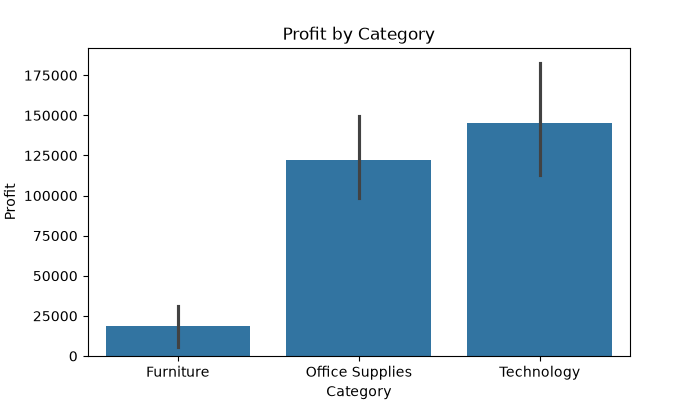 Profit by Category
175000
150000
125000
100000
75000
50000
25000
0
Profit
Furniture Office Supplies Technology
Category